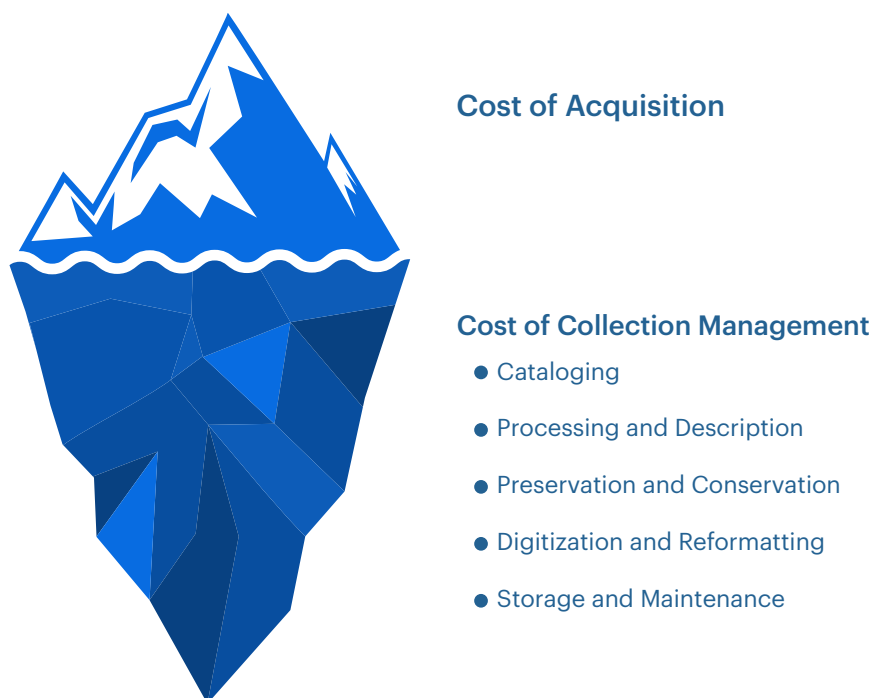 Cost of Acquisition
Cost of Collection Management
Cataloging
Processing and Description
Preservation and Conservation
Digitization and Reformatting
Storage and Maintenance